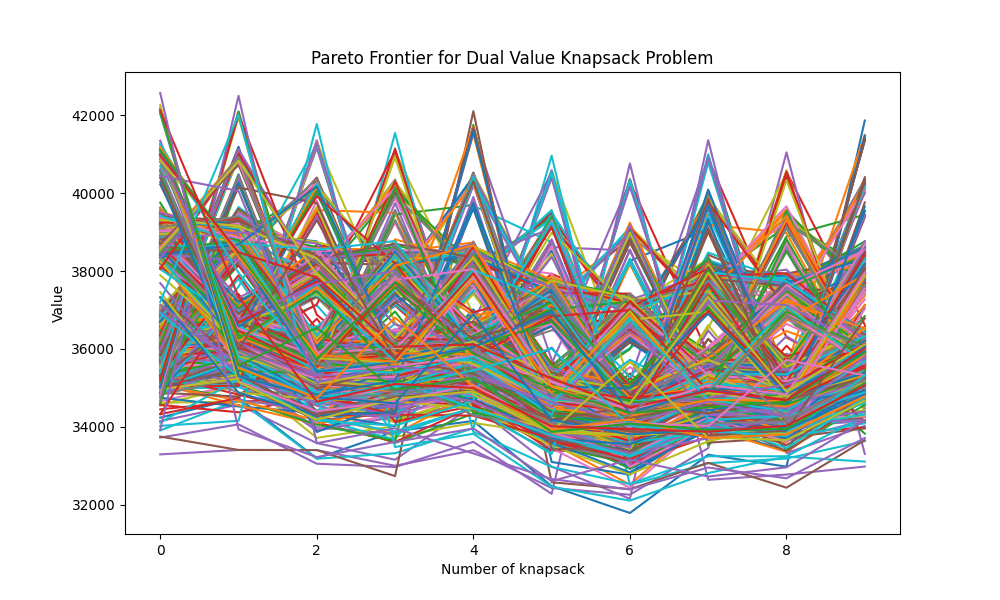 Pareto Frontier for Dual Value Knapsack Problem
42000
40000
38000
36000
34000
32000
Value
0 2 4 6 8
Number of knapsack